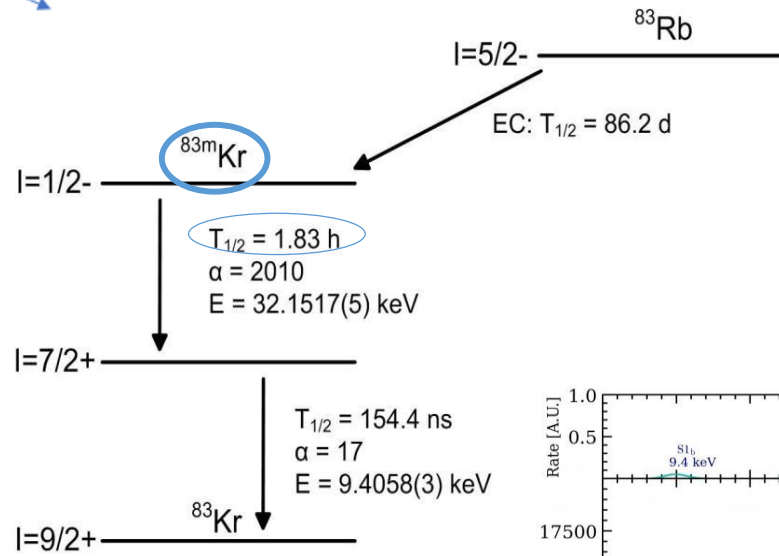 ⁸³Rb
I=5/2-
EC: T₁/₂ = 86.2 d
⁸³ᵐKr
I=1/2-
T₁/₂ = 1.83 h
α = 2010
E = 32.1517(5) keV
I=7/2+
T₁/₂ = 154.4 ns
α = 17
E = 9.4058(3) keV
⁸³Kr
I=9/2+
Rate [A.U.]
1.0
0.5
S1b
9.4 keV
17500